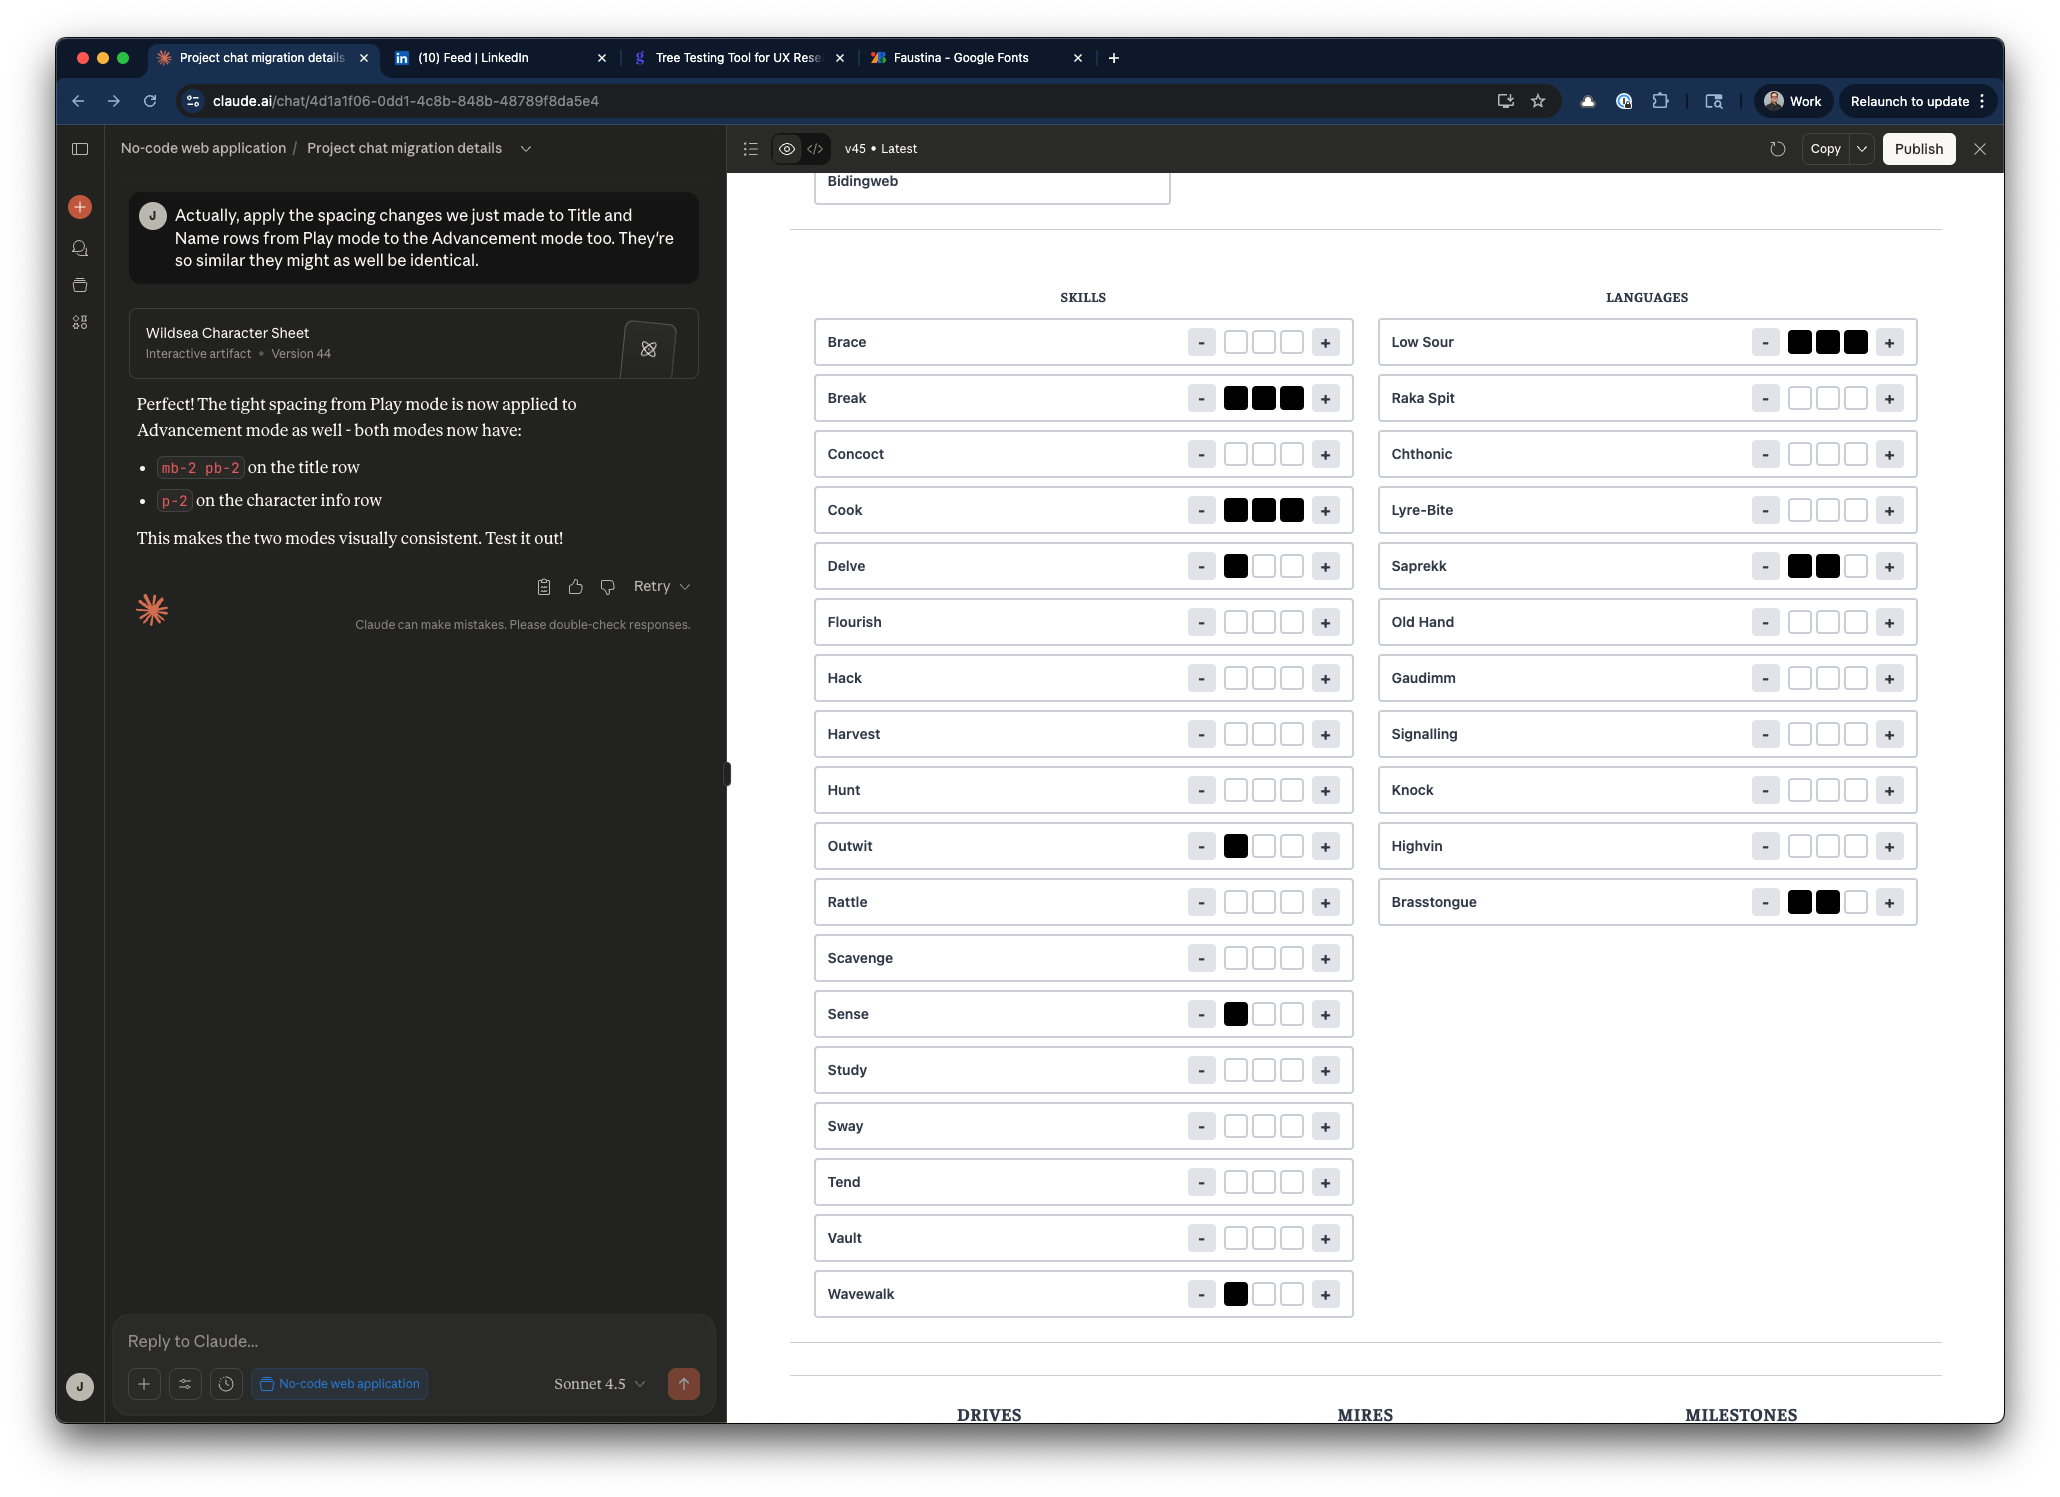 Project chat migration details
(10) Feed | LinkedIn
Tree Testing Tool for UX Rese
Faustina - Google Fonts
claude.ai/chat/4d1a1f06-0dd1-4c8b-848b-48789f8da5e4
Work
Relaunch to update
No-code web application / Project chat migration details
J
Actually, apply the spacing changes we just made to Title and
Name rows from Play mode to the Advancement mode too. They're
so similar they might as well be identical.
Wildsea Character Sheet
Interactive artifact • Version 44
Perfect! The tight spacing from Play mode is now applied to
Advancement mode as well - both modes now have:
• mb-2 pb-2 on the title row
• p-2 on the character info row
This makes the two modes visually consistent. Test it out!
Retry
Claude can make mistakes. Please double-check responses.
Reply to Claude...
No-code web application
Sonnet 4.5
J
v45 • Latest
Copy
Publish
Bidingweb
SKILLS
Brace - +
Break - +
Concoct - +
Cook - +
Delve - +
Flourish - +
Hack - +
Harvest - +
Hunt - +
Outwit - +
Rattle - +
Scavenge - +
Sense - +
Study - +
Sway - +
Tend - +
Vault - +
Wavewalk - +
LANGUAGES
Low Sour - +
Raka Spit - +
Chthonic - +
Lyre-Bite - +
Saprekk - +
Old Hand - +
Gaudimm - +
Signalling - +
Knock - +
Highvin - +
Brasstongue - +
DRIVES
MIRES
MILESTONES